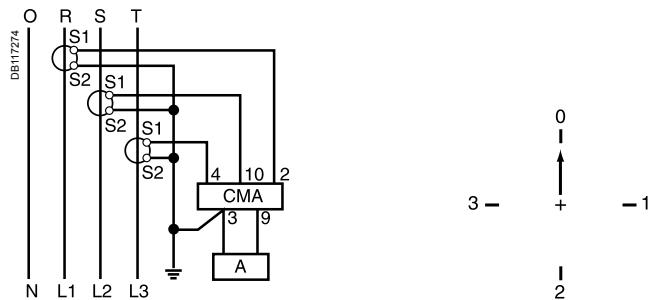 O R S T
DB117274
S1
S2
S1
S2
S1
S2
4 10 2
CMA
3 9
A
N L1 L2 L3
0
3 1
2